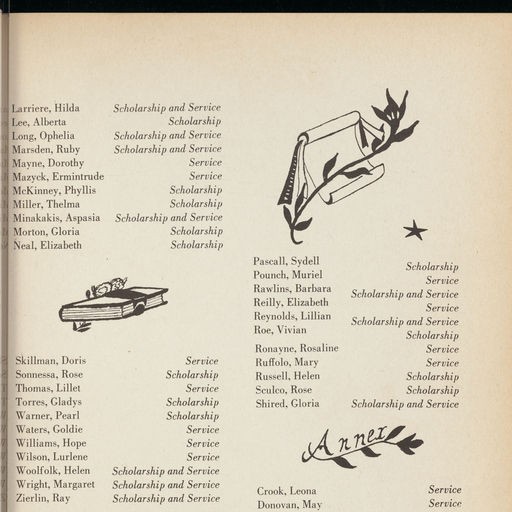 Larriere, Hilda Scholarship and Service
Lee, Alberta Scholarship
Long, Ophelia Scholarship and Service
Marsden, Ruby Scholarship and Service
Mayne, Dorothy Service
Mazyck, Ermintrude Service
McKinney, Phyllis Scholarship
Miller, Thelma Scholarship
Minakakis, Aspasia Scholarship and Service
Morton, Gloria Scholarship
Neal, Elizabeth Scholarship
Pascall, Sydell Scholarship
Pounch, Muriel Service
Rawlins, Barbara Scholarship and Service
Reilly, Elizabeth Service
Reynolds, Lillian Scholarship and Service
Roe, Vivian Scholarship
Ronayne, Rosaline Service
Ruffolo, Mary Service
Russell, Helen Scholarship
Sculco, Rose Scholarship
Shired, Gloria Scholarship and Service
Skillman, Doris Service
Sonnessa, Rose Scholarship
Thomas, Lillet Service
Torres, Gladys Scholarship
Warner, Pearl Scholarship
Waters, Goldie Service
Williams, Hope Service
Wilson, Lurlene Service
Woolfolk, Helen Scholarship and Service
Wright, Margaret Scholarship and Service
Zierlin, Ray Scholarship and Service
Annex
Crook, Leona Service
Donovan, May Service